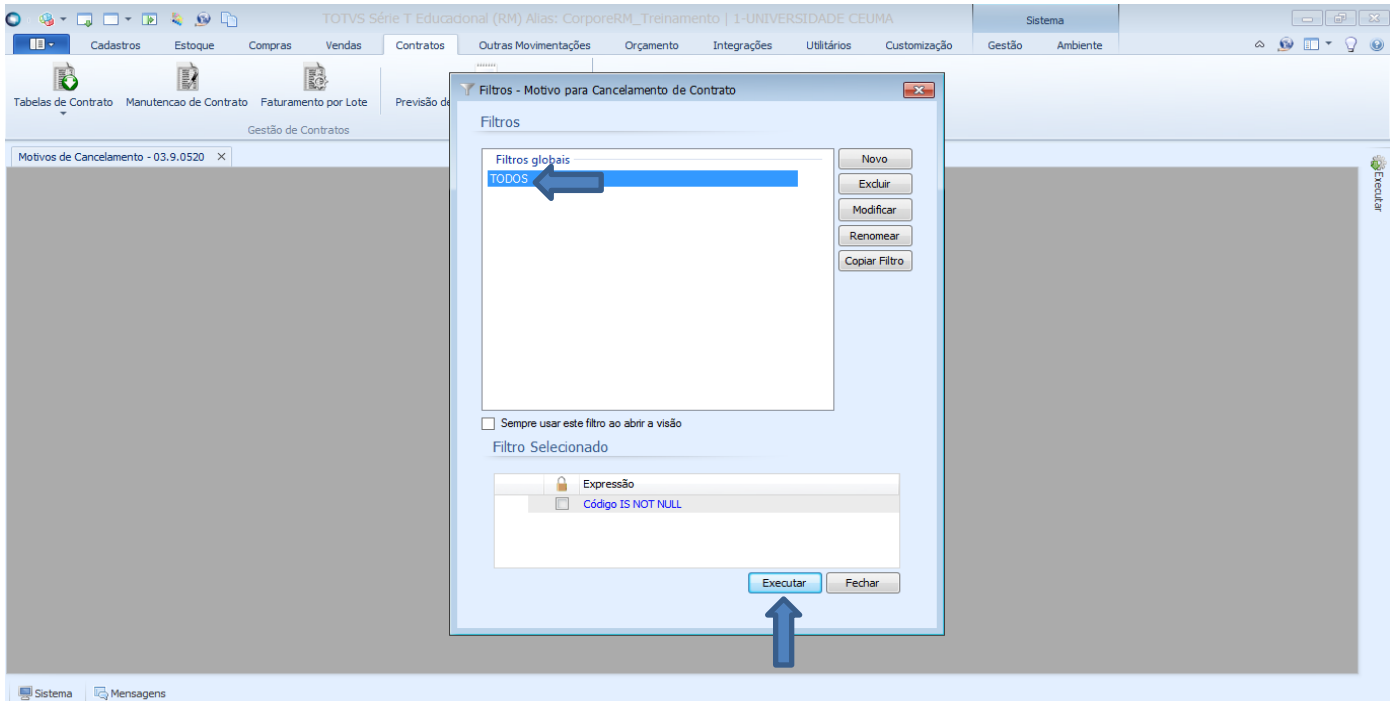 TOTVS Série T Educacional (RM) Alias: CorporeRM_Treinamento | 1-UNIVERSIDADE CEUMA
Sistema
Cadastros Estoque Compras Vendas Contratos Outras Movimentações Orçamento Integrações Utilitários Customização Gestão Ambiente
Tabelas de Contrato Manutencao de Contrato Faturamento por Lote Previsão de
Gestão de Contratos
Motivos de Cancelamento - 03.9.0520
Executar
Filtros - Motivo para Cancelamento de Contrato
Filtros
Filtros globais
TODOS
Novo
Excluir
Modificar
Renomear
Copiar Filtro
Sempre usar este filtro ao abrir a visão
Filtro Selecionado
Expressão
Código IS NOT NULL
Executar Fechar
Sistema Mensagens